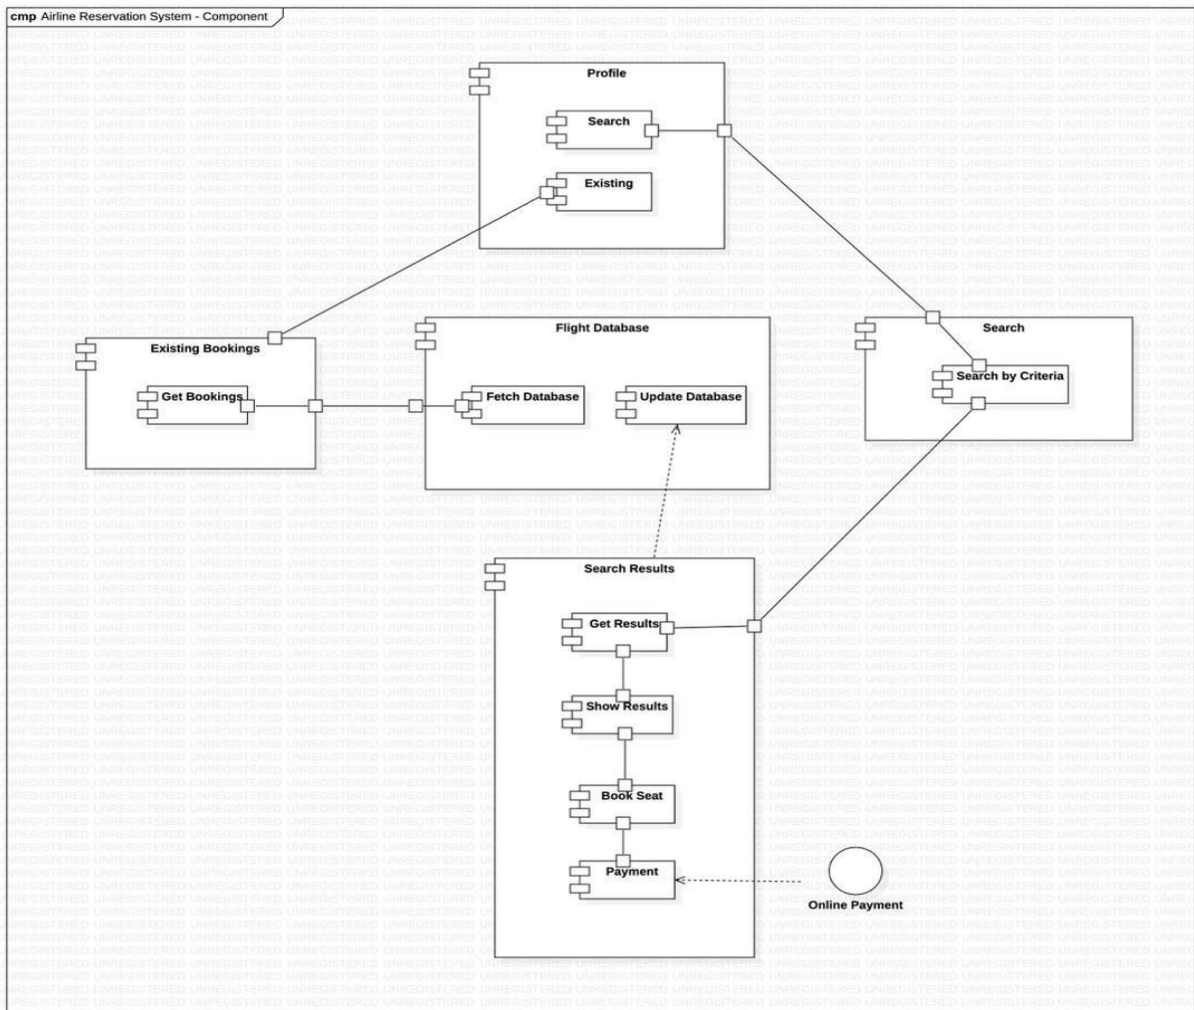 cmp Airline Reservation System - Component
Profile
Search
Existing
Existing Bookings
Get Bookings
Flight Database
Fetch Database
Update Database
Search
Search by Criteria
Search Results
Get Results
Show Results
Book Seat
Payment
Online Payment
UNREGISTERED